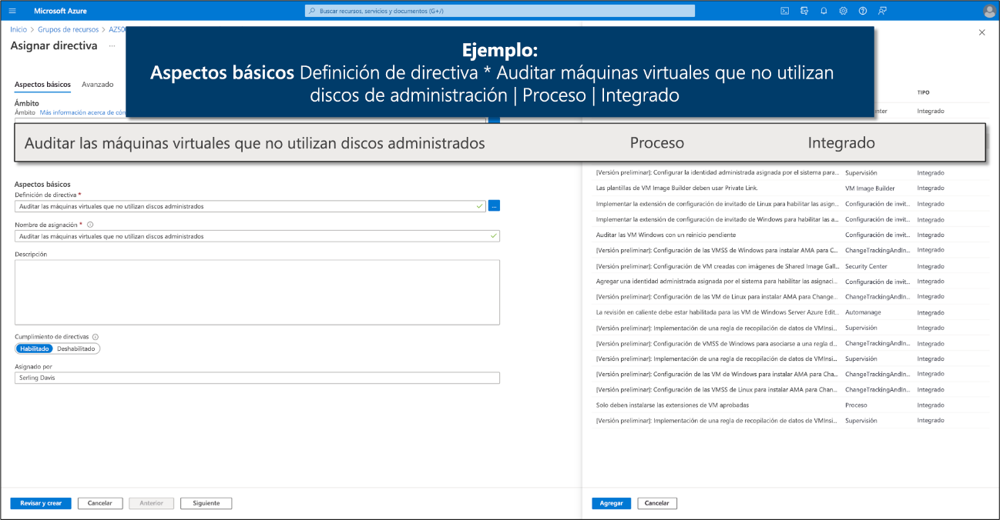 Microsoft Azure
Buscar recursos, servicios y documentos (G+/)
Inicio > Grupos de recursos >
Asignar directiva ...
Ejemplo:
Aspectos básicos Definición de directiva * Auditar máquinas virtuales que no utilizan
discos de administración | Proceso | Integrado
Aspectos básicos Avanzado
Ámbito
Ámbito Más información acerca de
TIPO
Integrado
Auditar las máquinas virtuales que no utilizan discos administrados Proceso Integrado
Aspectos básicos
Definición de directiva *
Auditar las máquinas virtuales que no utilizan discos administrados
...
Nombre de asignación *
Auditar las máquinas virtuales que no utilizan discos administrados
Descripción
Cumplimiento de directivas
Habilitado Deshabilitado
Asignado por
Serling Davis
Revisar y crear Cancelar Anterior Siguiente
[Versión preliminar]: Configurar la identidad administrada asignada por el sistema para... Supervisión Integrado
Las plantillas de VM Image Builder deben usar Private Link. VM Image Builder Integrado
Implementar la extensión de configuración de invitado de Linux para habilitar las asign... Configuración de invit... Integrado
Implementar la extensión de configuración de invitado de Windows para habilitar las a... Configuración de invit... Integrado
Auditar las VM Windows con un reinicio pendiente Configuración de invit... Integrado
[Versión preliminar]: Configuración de las VMSS de Windows para instalar AMA para C... ChangeTrackingAndIn... Integrado
[Versión preliminar]: Configuración de VM creadas con imágenes de Shared Image Gall... Security Center Integrado
Agregar una identidad administrada asignada por el sistema para habilitar las asignaci... Configuración de invit... Integrado
[Versión preliminar]: Configuración de las VM de Linux para instalar AMA para Change... ChangeTrackingAndIn... Integrado
La revisión en caliente debe estar habilitada para las VM de Windows Server Azure Edit... Automanage Integrado
[Versión preliminar]: Implementación de una regla de recopilación de datos de VMInsi... Supervisión Integrado
[Versión preliminar]: Configuración de VMSS de Windows para asociarse a una regla d... ChangeTrackingAndIn... Integrado
[Versión preliminar]: Implementación de una regla de recopilación de datos de VMInsi... Supervisión Integrado
[Versión preliminar]: Configuración de las VM de Windows para instalar AMA para Cha... ChangeTrackingAndIn... Integrado
[Versión preliminar]: Configuración de las VMSS de Linux para instalar AMA para Chan... ChangeTrackingAndIn... Integrado
Solo deben instalarse las extensiones de VM aprobadas Proceso Integrado
[Versión preliminar]: Implementación de una regla de recopilación de datos de VMInsi... Supervisión Integrado
Agregar Cancelar